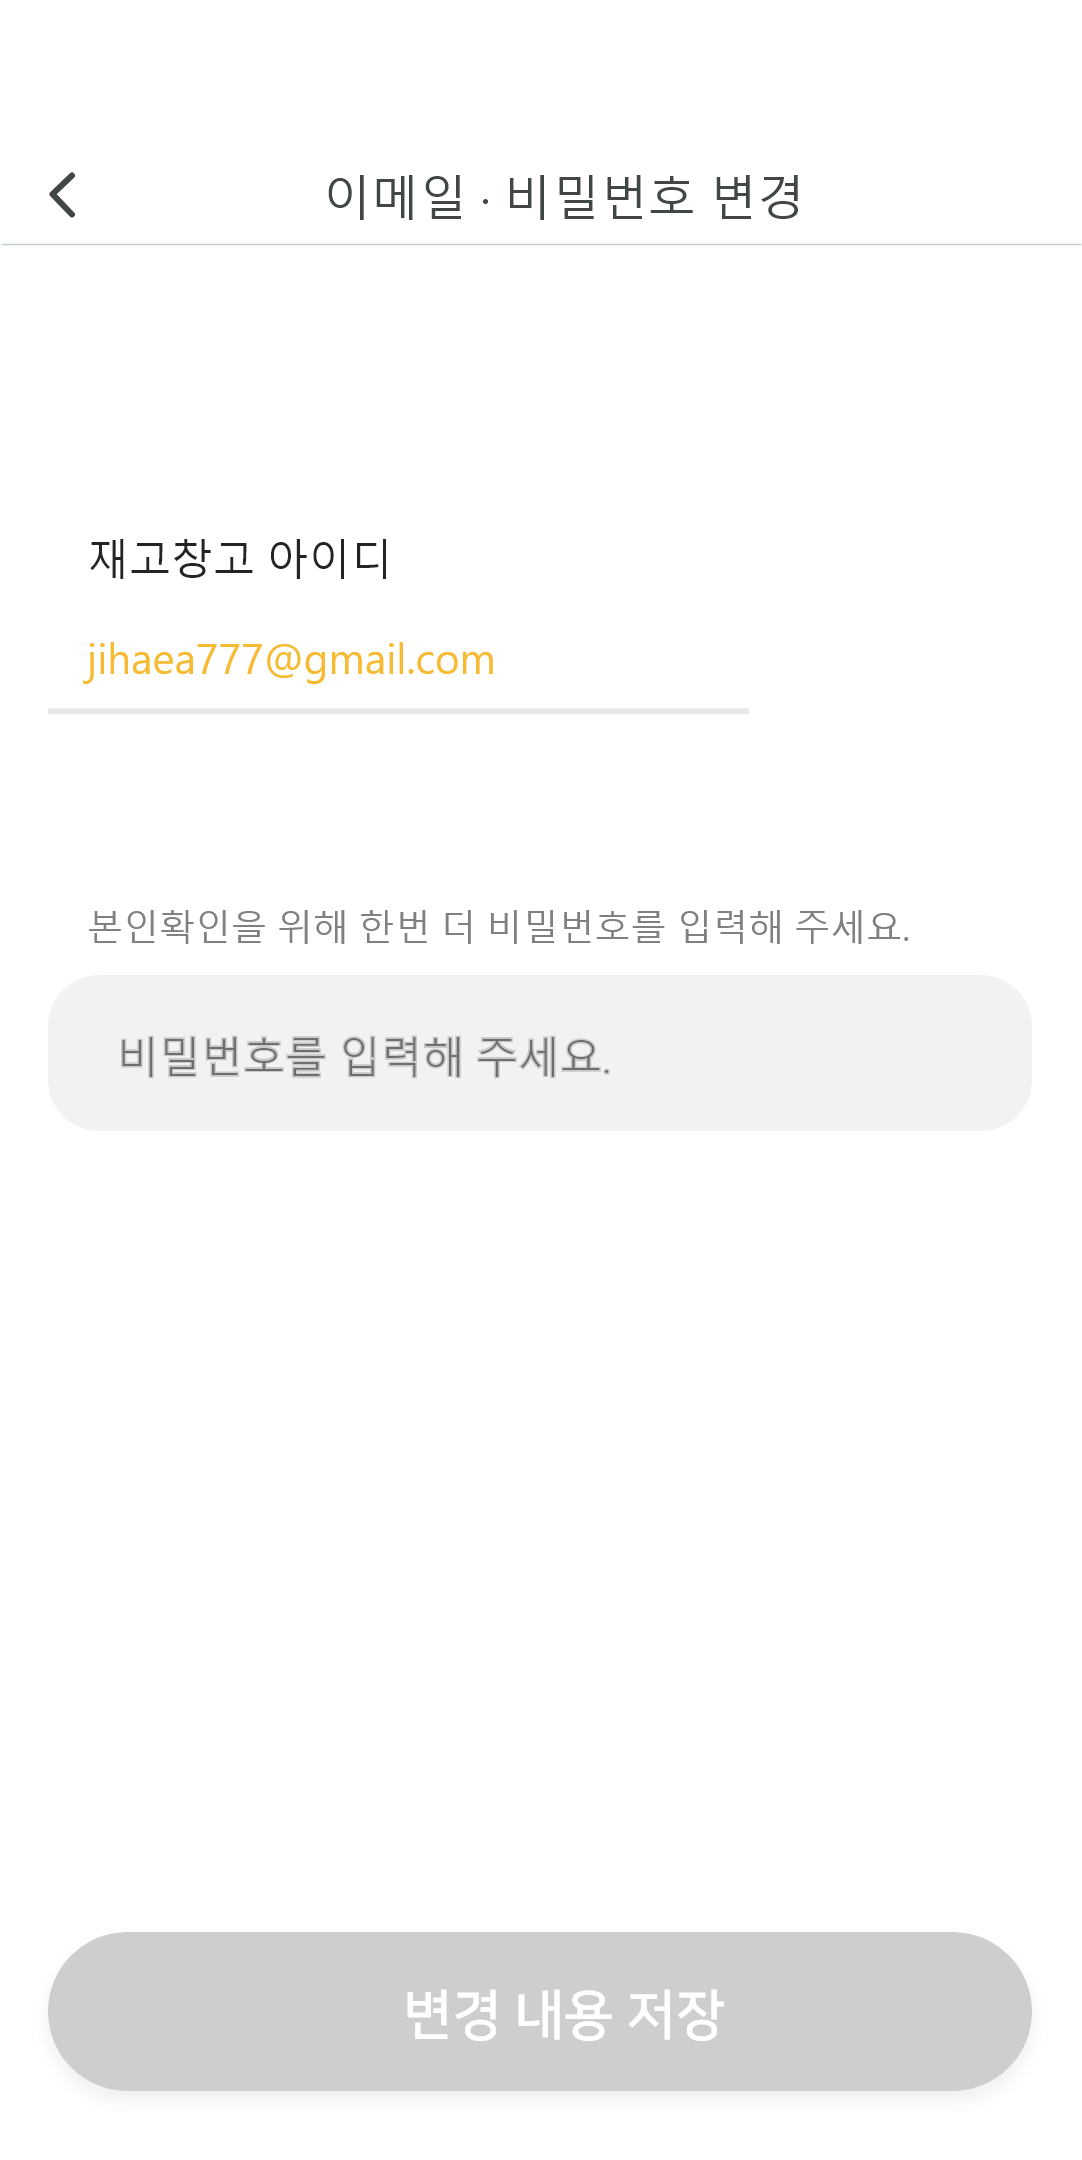 이메일 · 비밀번호 변경
재고창고 아이디
jihaea777@gmail.com
본인확인을 위해 한번 더 비밀번호를 입력해 주세요.
비밀번호를 입력해 주세요.
변경 내용 저장